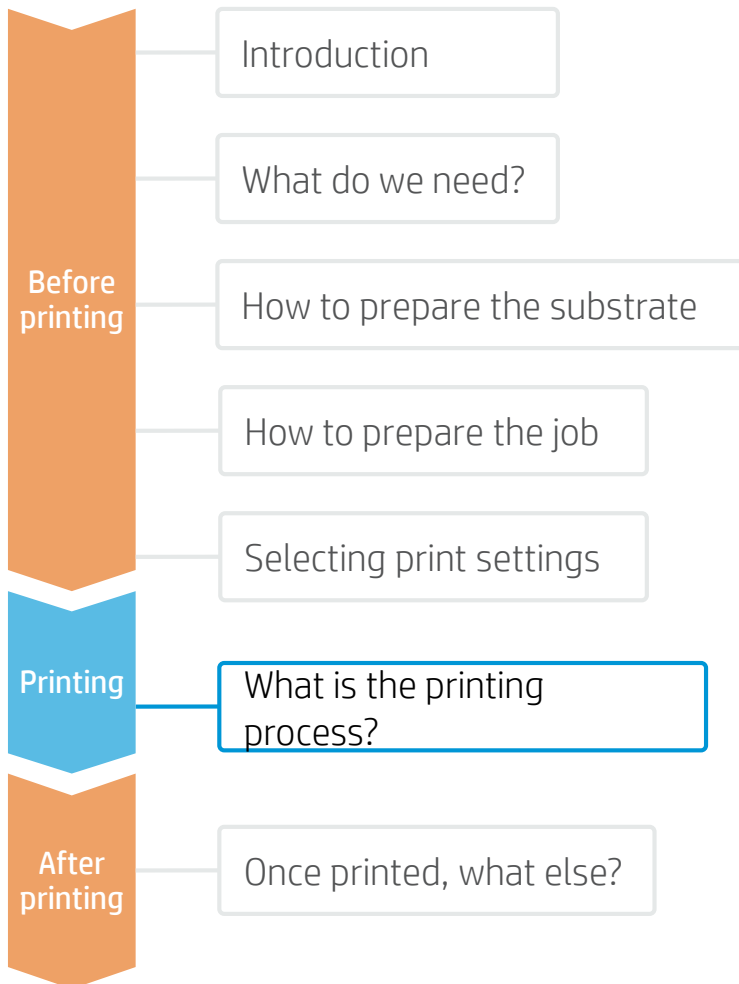 Introduction
What do we need?
Before
printing
How to prepare the substrate
How to prepare the job
Selecting print settings
Printing
What is the printing
process?
After
printing
Once printed, what else?